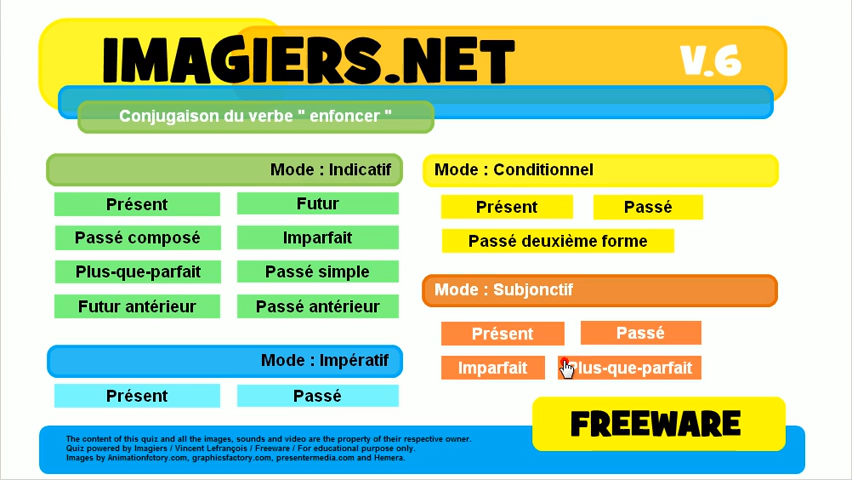 IMAGIERS.NET
V.6
Conjugaison du verbe " enfoncer "
Mode : Indicatif
Présent
Futur
Passé composé
Imparfait
Plus-que-parfait
Passé simple
Futur antérieur
Passé antérieur
Mode : Impératif
Présent
Passé
Mode : Conditionnel
Présent
Passé
Passé deuxième forme
Mode : Subjonctif
Présent
Passé
Imparfait
Plus-que-parfait
FREEWARE
The content of this quiz and all the images, sounds and video are the property of their respective owner.
Quiz powered by Imagiers / Vincent Lefrançois / Freeware / For educational purpose only.
Images by Animationfctory.com, graphicsfactory.com, presentermedia.com and Hemera.